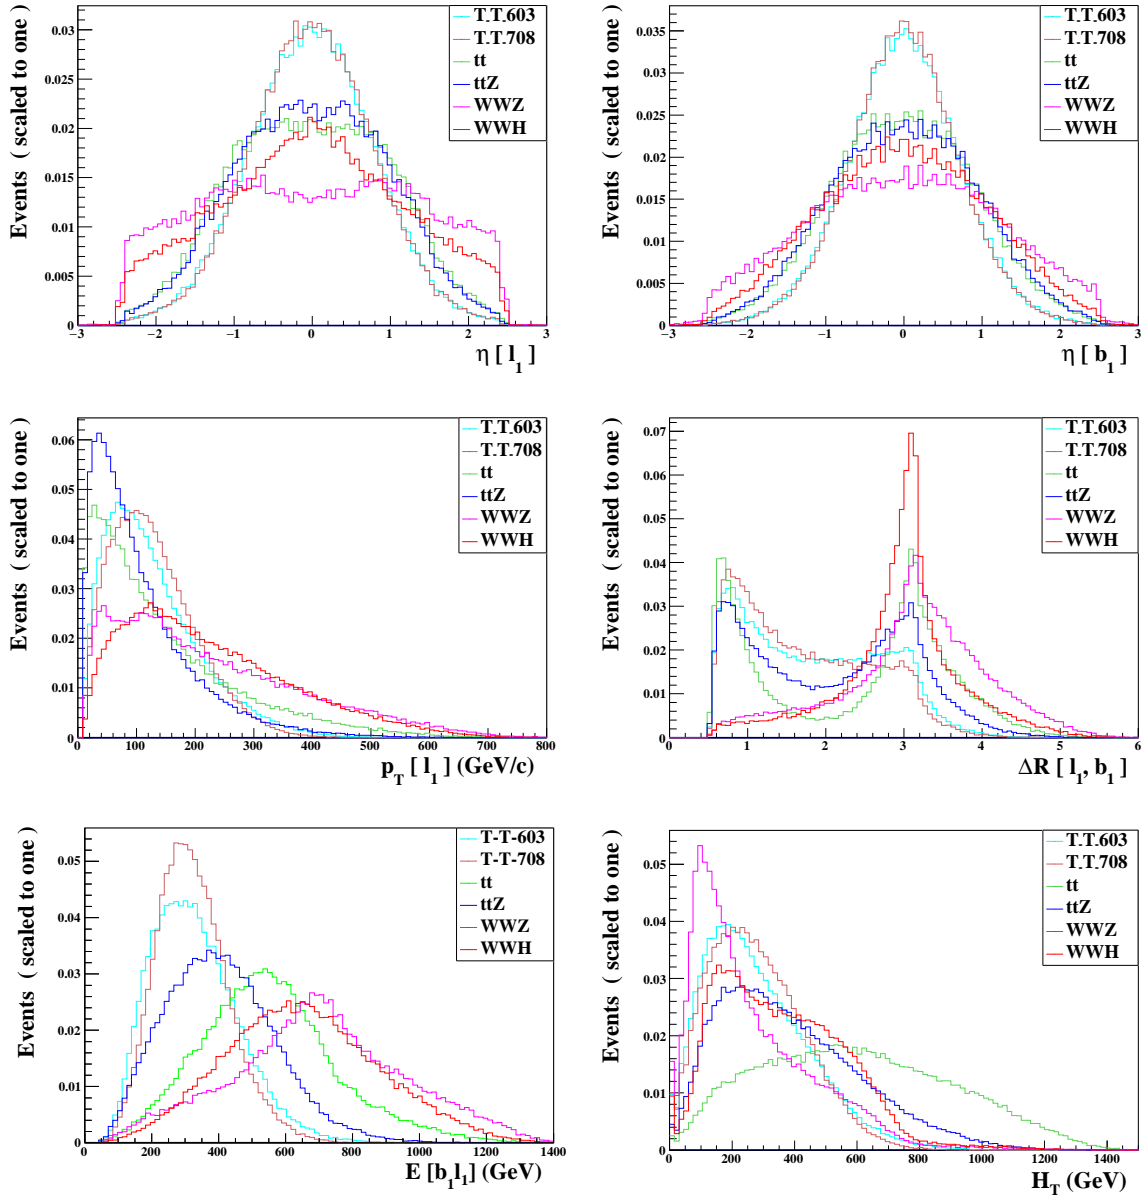 Events ( scaled to one )
0.03
0.025
0.02
0.015
0.01
0.005
0
T-T-603
T-T-708
tt
ttZ
WWZ
WWH
−3 −2 −1 0 1 2 3
η [ l1 ]
Events ( scaled to one )
0.035
0.03
0.025
0.02
0.015
0.01
0.005
0
T-T-603
T-T-708
tt
ttZ
WWZ
WWH
−3 −2 −1 0 1 2 3
η [ b1 ]
Events ( scaled to one )
0.06
0.05
0.04
0.03
0.02
0.01
0
T-T-603
T-T-708
tt
ttZ
WWZ
WWH
0 100 200 300 400 500 600 700 800
pT [ l1 ] (GeV/c)
Events ( scaled to one )
0.07
0.06
0.05
0.04
0.03
0.02
0.01
0
T-T-603
T-T-708
tt
ttZ
WWZ
WWH
0 1 2 3 4 5 6
ΔR [ l1, b1 ]
Events ( scaled to one )
0.05
0.04
0.03
0.02
0.01
0
T-T-603
T-T-708
tt
ttZ
WWZ
WWH
0 200 400 600 800 1000 1200 1400
E [b1l1] (GeV)
Events ( scaled to one )
0.05
0.04
0.03
0.02
0.01
0
T-T-603
T-T-708
tt
ttZ
WWZ
WWH
0 200 400 600 800 1000 1200 1400
HT (GeV)